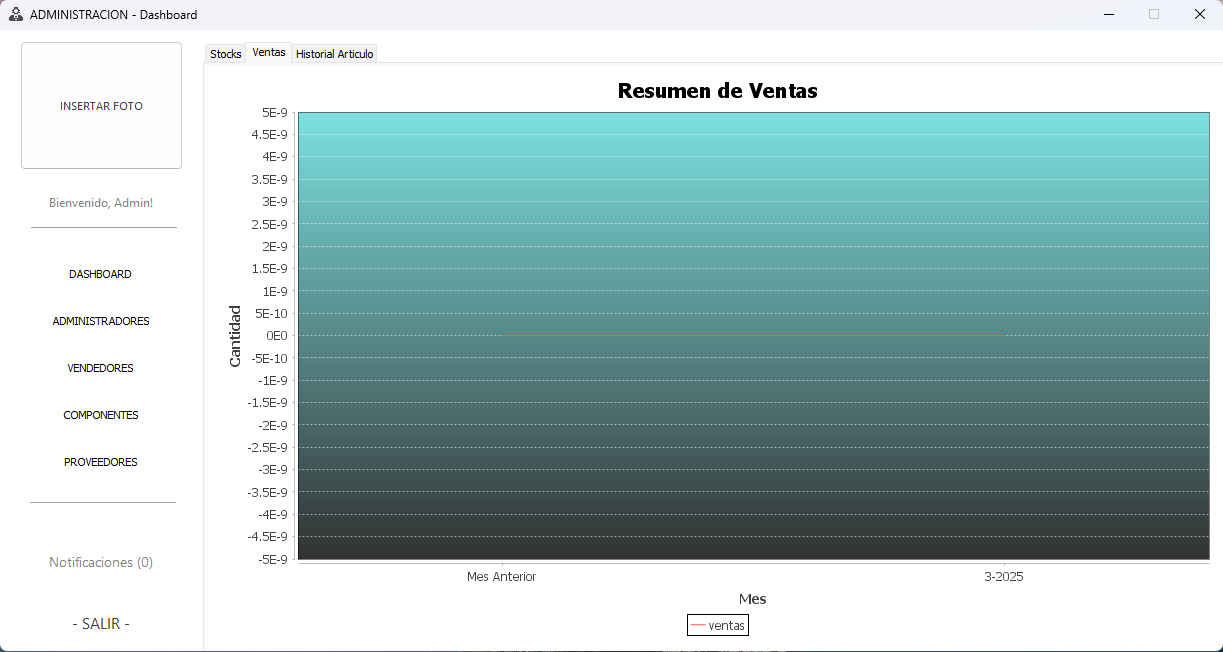 ADMINISTRACION - Dashboard
INSERTAR FOTO
Bienvenido, Admin!
DASHBOARD
ADMINISTRADORES
VENDEDORES
COMPONENTES
PROVEEDORES
Notificaciones (0)
- SALIR -
Stocks Ventas Historial Articulo
Resumen de Ventas
Cantidad
5E-9
4.5E-9
4E-9
3.5E-9
3E-9
2.5E-9
2E-9
1.5E-9
1E-9
5E-10
0E0
-5E-10
-1E-9
-1.5E-9
-2E-9
-2.5E-9
-3E-9
-3.5E-9
-4E-9
-4.5E-9
-5E-9
Mes Anterior 3-2025
Mes
ventas